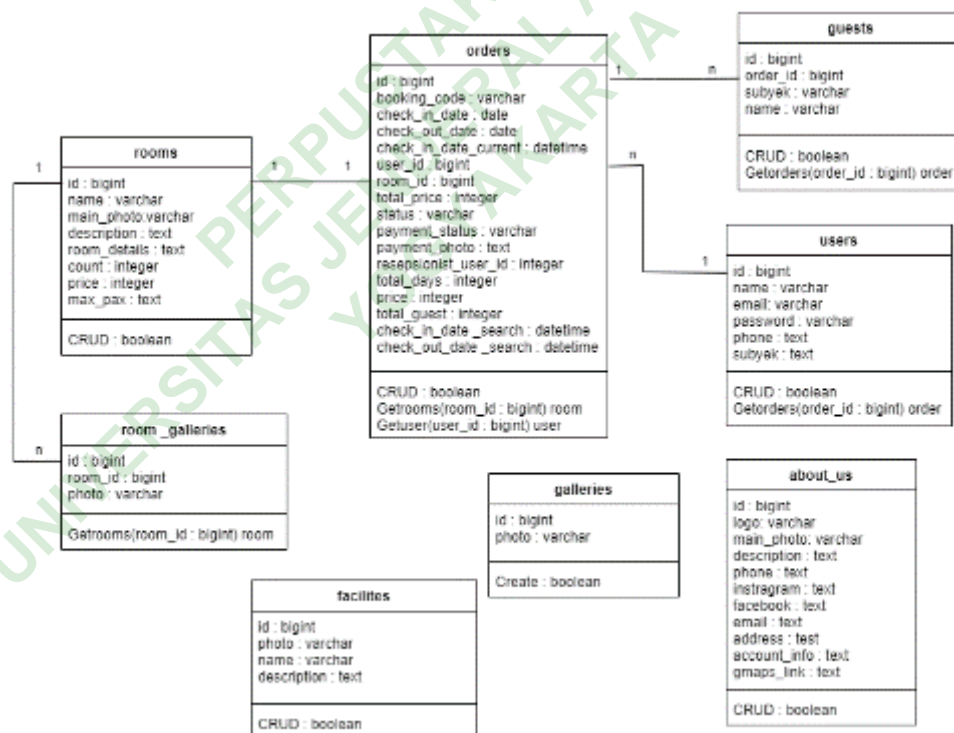 rooms
id : bigint
name : varchar
main_photo:varchar
description : text
room_details : text
count : integer
price : integer
max_pax : text
CRUD : boolean
1
1
1
n
room _galleries
id : bigint
room_id : bigint
photo : varchar
Getrooms(room_id : bigint) room
orders
id : bigint
booking_code : varchar
check_in_date : date
check_out_date : date
check_in_date_current : datetime
user_id : bigint
room_id : bigint
total_price : integer
status : varchar
payment_status : varchar
payment_photo : text
resepsionist_user_id : integer
total_days : integer
price : integer
total_guest : integer
check_in_date _search : datetime
check_out_date _search : datetime
CRUD : boolean
Getrooms(room_id : bigint) room
Getuser(user_id : bigint) user
1
n
n
1
guests
id : bigint
order_id : bigint
subyek : varchar
name : varchar
CRUD : boolean
Getorders(order_id : bigint) order
users
id : bigint
name : varchar
email: varchar
password : varchar
phone : text
subyek : text
CRUD : boolean
Getorders(order_id : bigint) order
galleries
id : bigint
photo : varchar
Create : boolean
about_us
id : bigint
logo: varchar
main_photo: varchar
description : text
phone : text
instragram : text
facebook : text
email : text
address : test
account_info : text
gmaps_link : text
CRUD : boolean
facilites
id : bigint
photo : varchar
name : varchar
description : text
CRUD : boolean
UNIVERSITAS JENDERAL
YOGYAKARTA